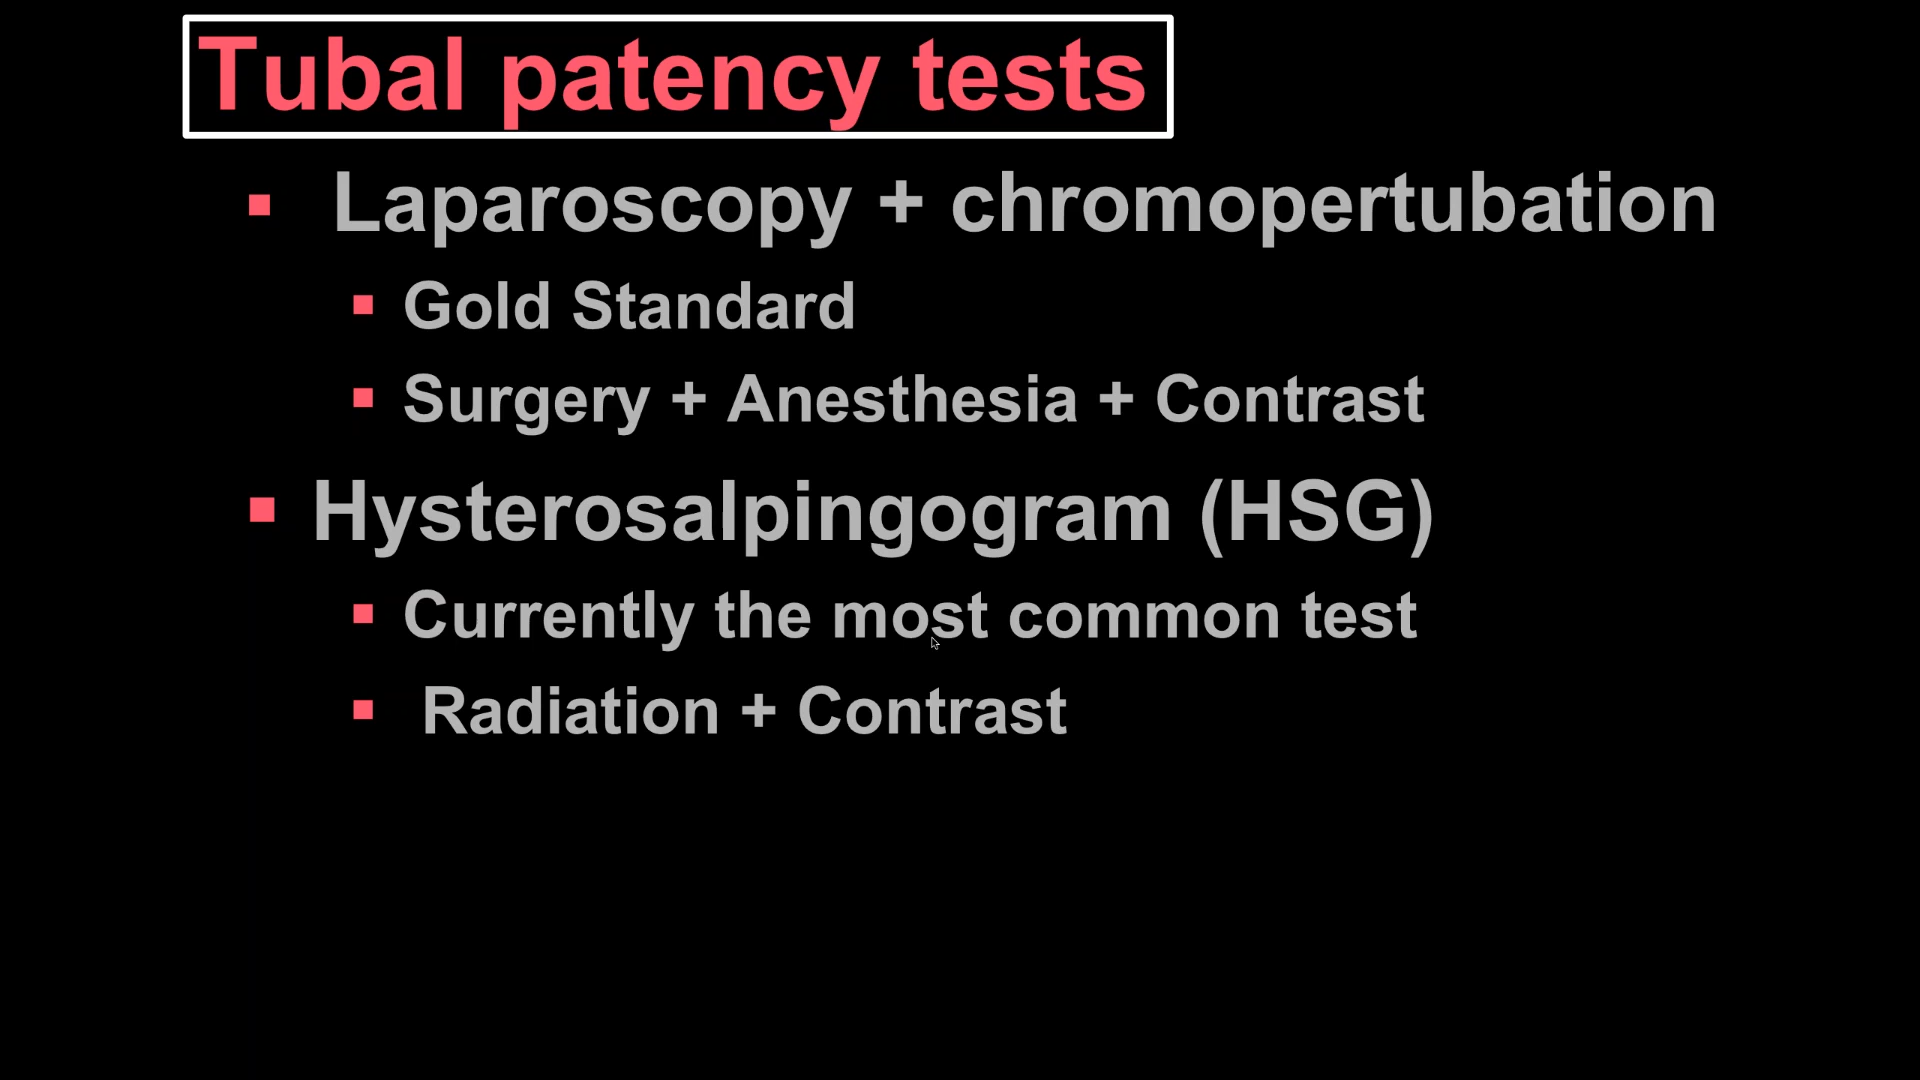 Tubal patency tests
Laparoscopy + chromopertubation
Gold Standard
Surgery + Anesthesia + Contrast
Hysterosalpingogram (HSG)
Currently the most common test
Radiation + Contrast